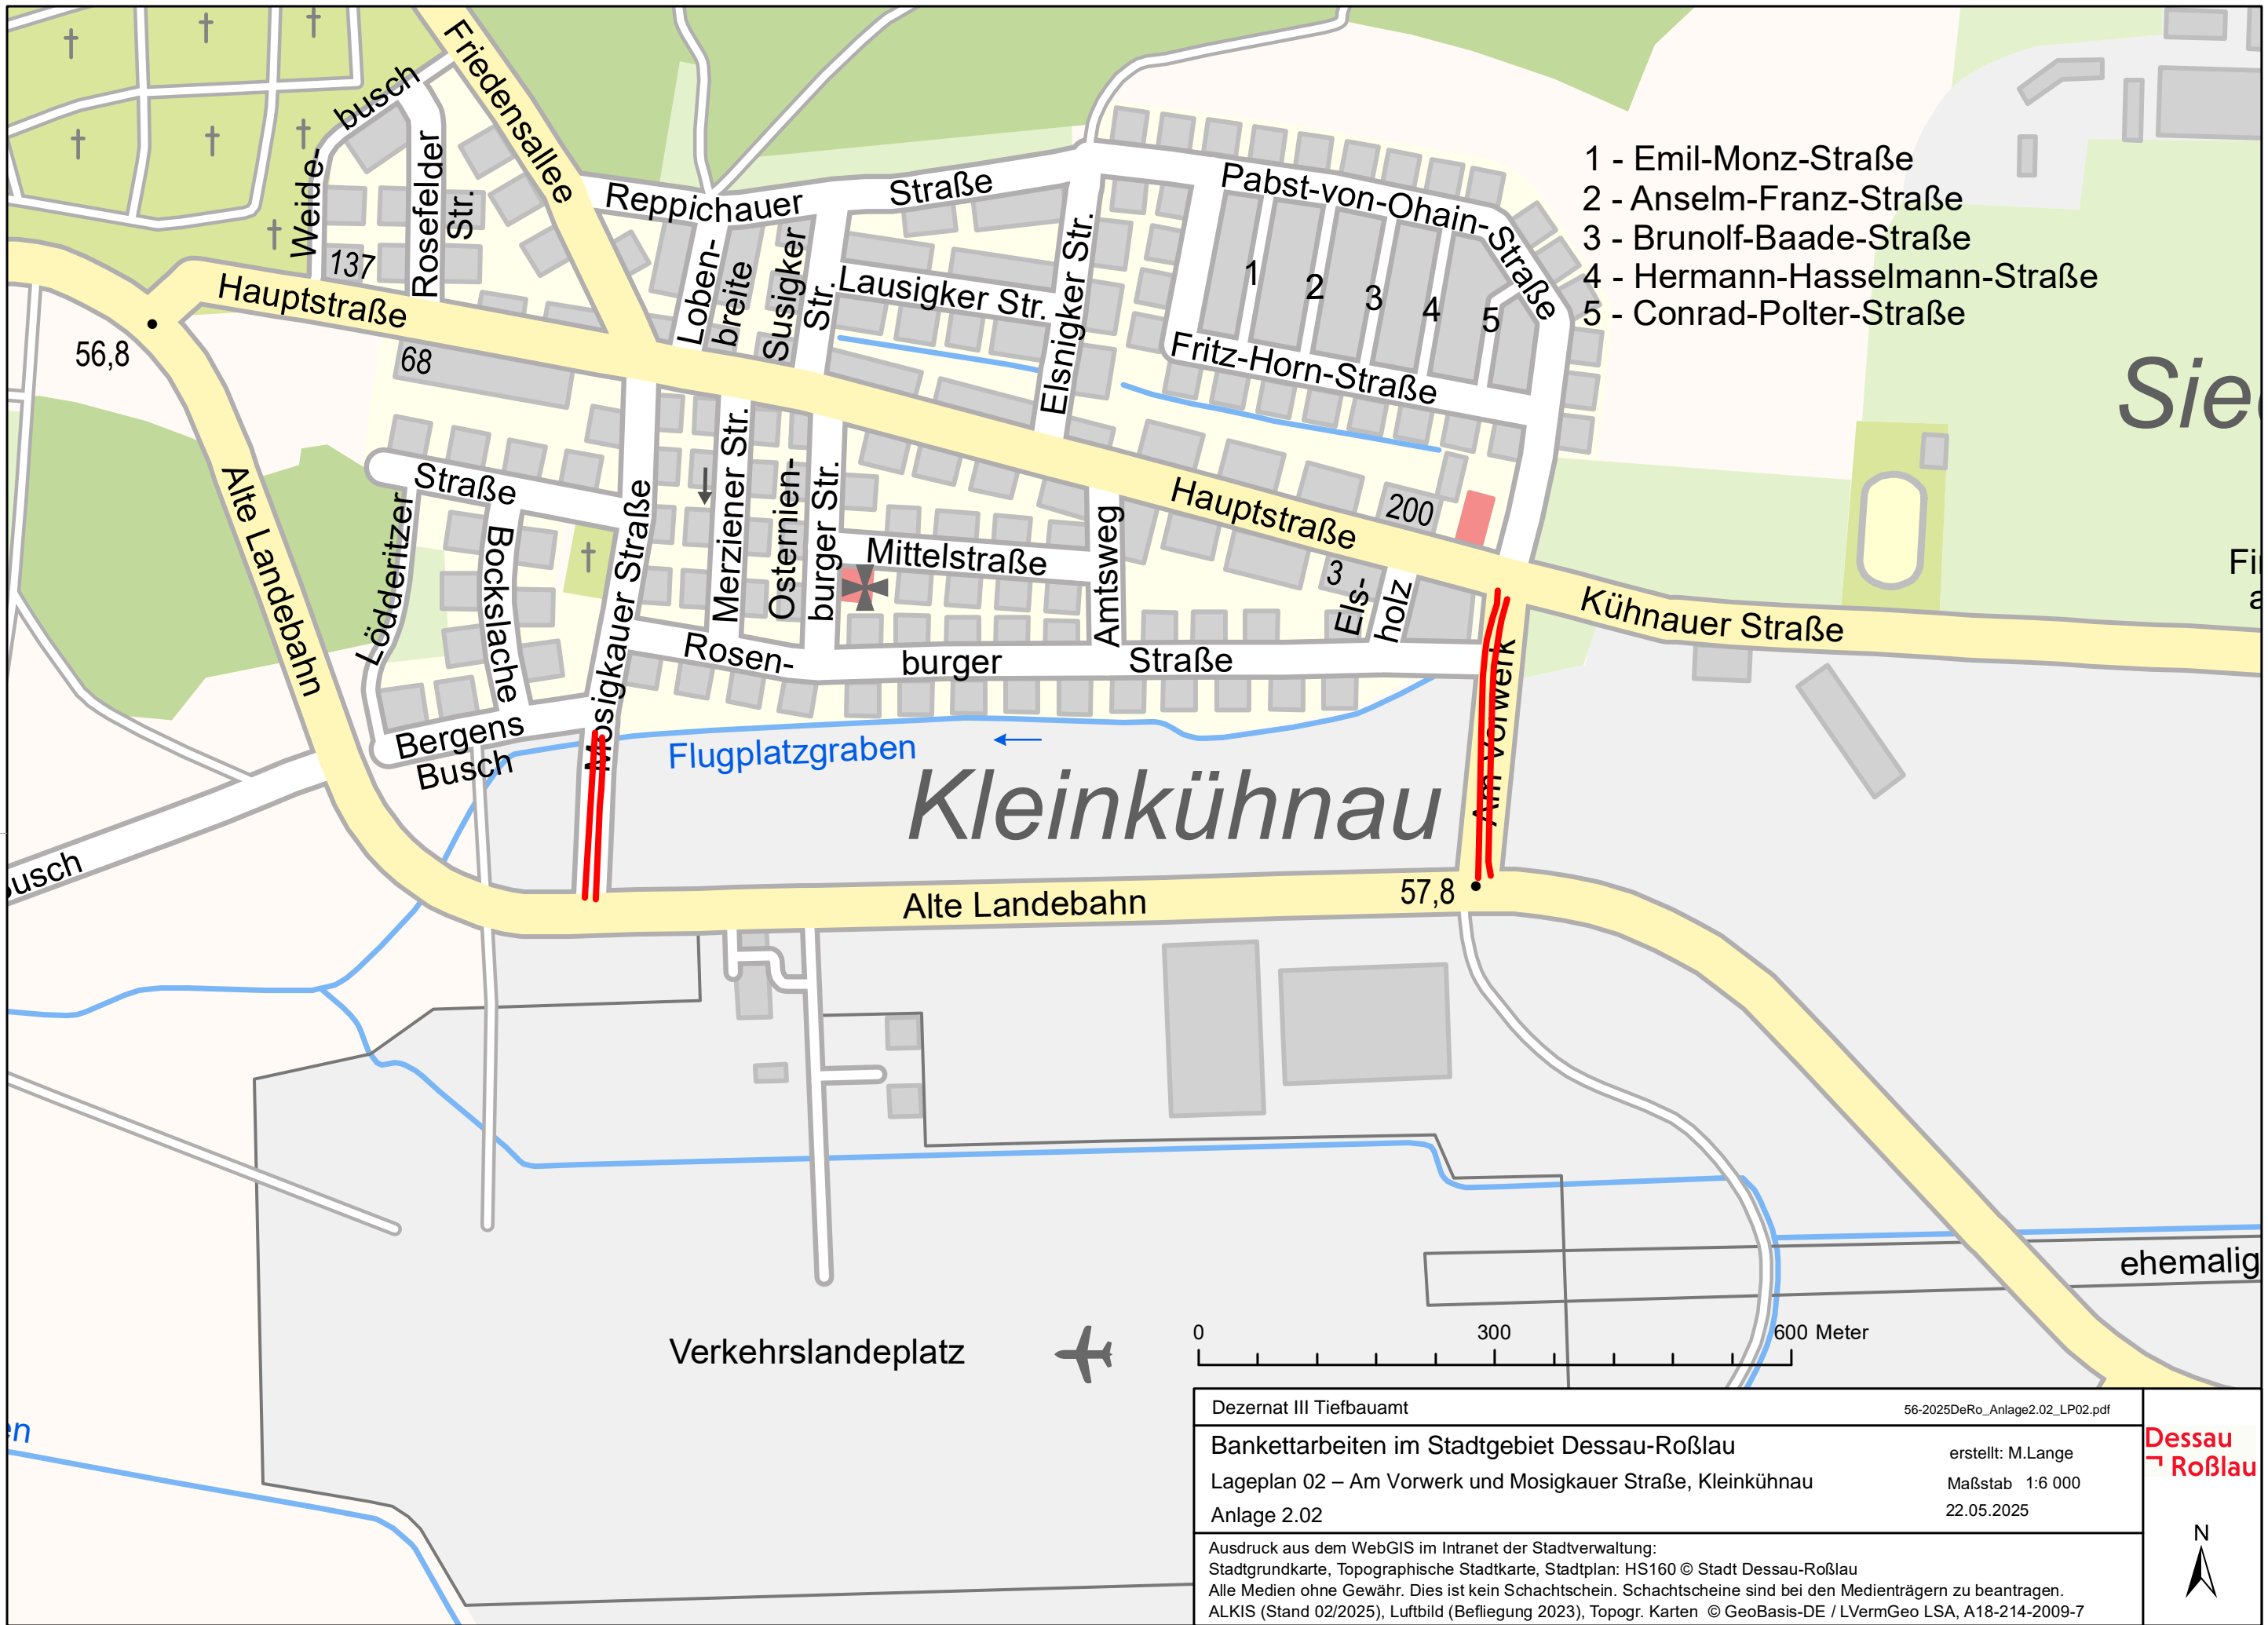 Friedensallee
Weide-
busch
Rosefelder
Str.
137
Hauptstraße
56,8
68
Reppichauer
Straße
Loben-
breite
Susigker
Str.
Lausigker Str.
Elsnigker Str.
Pabst-von-Ohain-Straße
1
2
3
4
5
Fritz-Horn-Straße
1 - Emil-Monz-Straße
2 - Anselm-Franz-Straße
3 - Brunolf-Baade-Straße
4 - Hermann-Hasselmann-Straße
5 - Conrad-Polter-Straße
Sie
Alte Landebahn
Lödderitzer
Straße
Bockslache
Mosigkauer Straße
Merziener Str.
Osternien-
burger Str.
Mittelstraße
Amtsweg
Hauptstraße
200
3
Els-
holz
Kühnauer Straße
Fi
a
Rosen-
burger
Straße
Am Vorwerk
Bergens
Busch
Flugplatzgraben
Kleinkühnau
usch
Alte Landebahn
57,8
ehemalig
Verkehrslandeplatz
en
0
300
600 Meter
Dezernat III Tiefbauamt
56-2025DeRo_Anlage2.02_LP02.pdf
Bankettarbeiten im Stadtgebiet Dessau-Roßlau
erstellt: M.Lange
Lageplan 02 – Am Vorwerk und Mosigkauer Straße, Kleinkühnau
Maßstab 1:6 000
Anlage 2.02
22.05.2025
Ausdruck aus dem WebGIS im Intranet der Stadtverwaltung:
Stadtgrundkarte, Topographische Stadtkarte, Stadtplan: HS160 © Stadt Dessau-Roßlau
Alle Medien ohne Gewähr. Dies ist kein Schachtschein. Schachtscheine sind bei den Medienträgern zu beantragen.
ALKIS (Stand 02/2025), Luftbild (Befliegung 2023), Topogr. Karten © GeoBasis-DE / LVermGeo LSA, A18-214-2009-7
Dessau
Roßlau
N